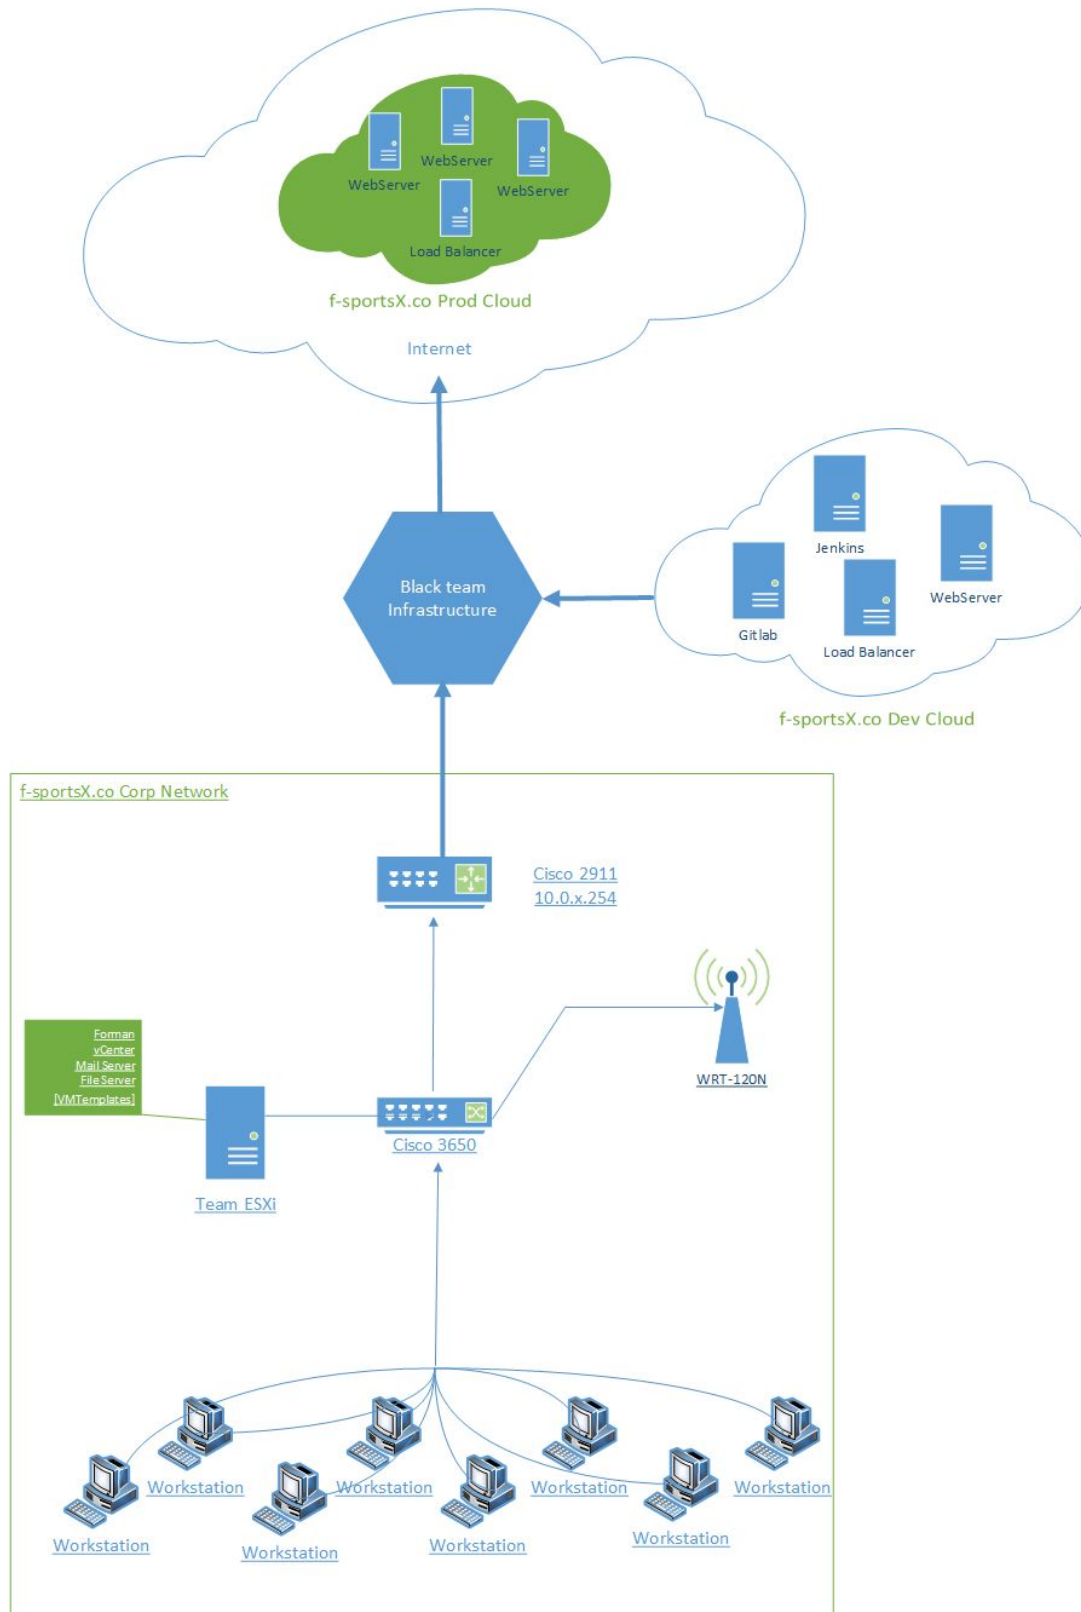 WebServer
WebServer
WebServer
Load Balancer
f-sportsX.co Prod Cloud
Internet
Black team
Infrastructure
Jenkins
WebServer
Gitlab
Load Balancer
f-sportsX.co Dev Cloud
f-sportsX.co Corp Network
Cisco 2911
10.0.x.254
Forman
vCenter
Mail Server
File Server
[VMTemplates]
WRT-120N
Cisco 3650
Team ESXi
Workstation
Workstation
Workstation
Workstation
Workstation
Workstation
Workstation
Workstation